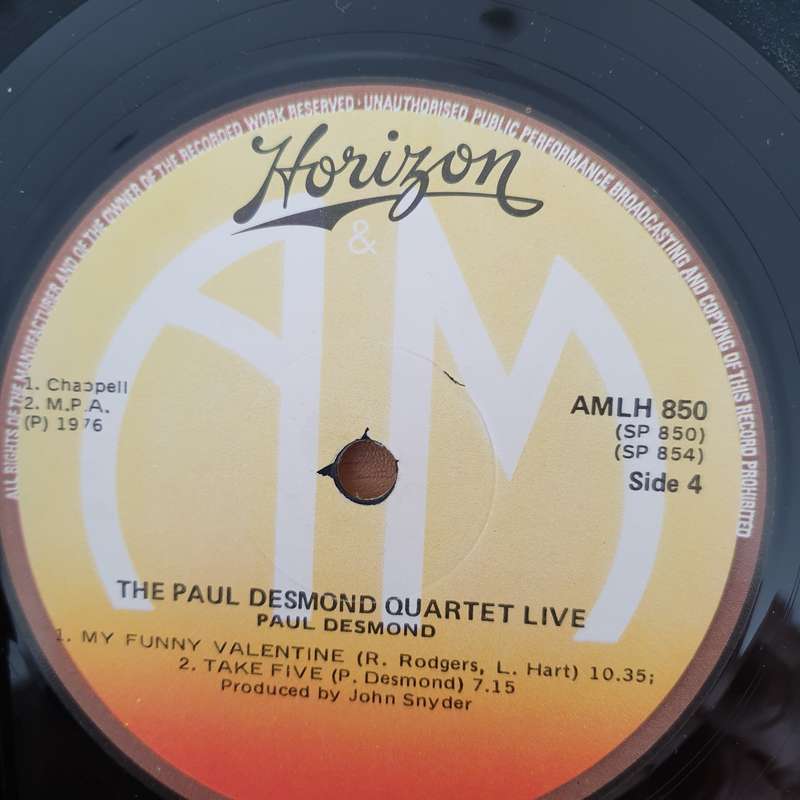 ALL RIGHTS OF THE MANUFACTURER AND OF THE OWNER OF THE RECORDED WORK RESERVED · UNAUTHORISED PUBLIC PERFORMANCE BROADCASTING AND COPYING OF THIS RECORD PROHIBITED
Horizon
A&M
1. Chappell
2. M.P.A.
(P) 1976
AMLH 850
(SP 850)
(SP 854)
Side 4
THE PAUL DESMOND QUARTET LIVE
PAUL DESMOND
1. MY FUNNY VALENTINE (R. Rodgers, L. Hart) 10.35;
2. TAKE FIVE (P. Desmond) 7.15
Produced by John Snyder